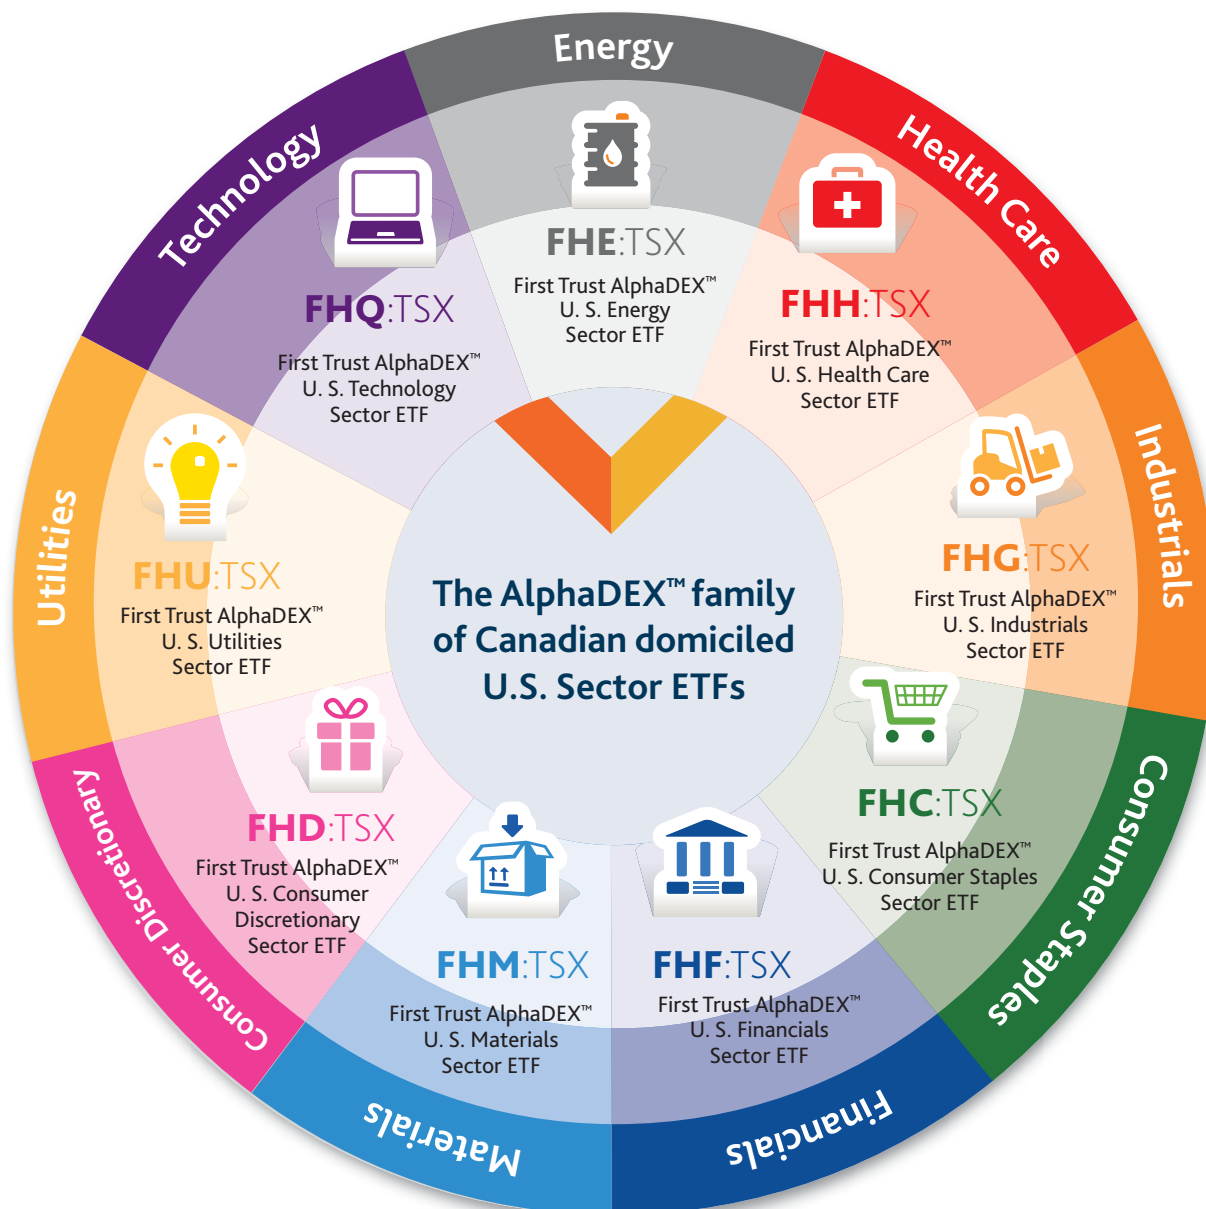 Energy
FHE:TSX
First Trust AlphaDEX™
U. S. Energy
Sector ETF
Health Care
FHH:TSX
First Trust AlphaDEX™
U. S. Health Care
Sector ETF
Industrials
FHG:TSX
First Trust AlphaDEX™
U. S. Industrials
Sector ETF
Consumer Staples
FHC:TSX
First Trust AlphaDEX™
U. S. Consumer Staples
Sector ETF
Financials
FHF:TSX
First Trust AlphaDEX™
U. S. Financials
Sector ETF
Materials
FHM:TSX
First Trust AlphaDEX™
U. S. Materials
Sector ETF
Consumer Discretionary
FHD:TSX
First Trust AlphaDEX™
U. S. Consumer
Discretionary
Sector ETF
Utilities
FHU:TSX
First Trust AlphaDEX™
U. S. Utilities
Sector ETF
Technology
FHQ:TSX
First Trust AlphaDEX™
U. S. Technology
Sector ETF
The AlphaDEX™ family
of Canadian domiciled
U.S. Sector ETFs